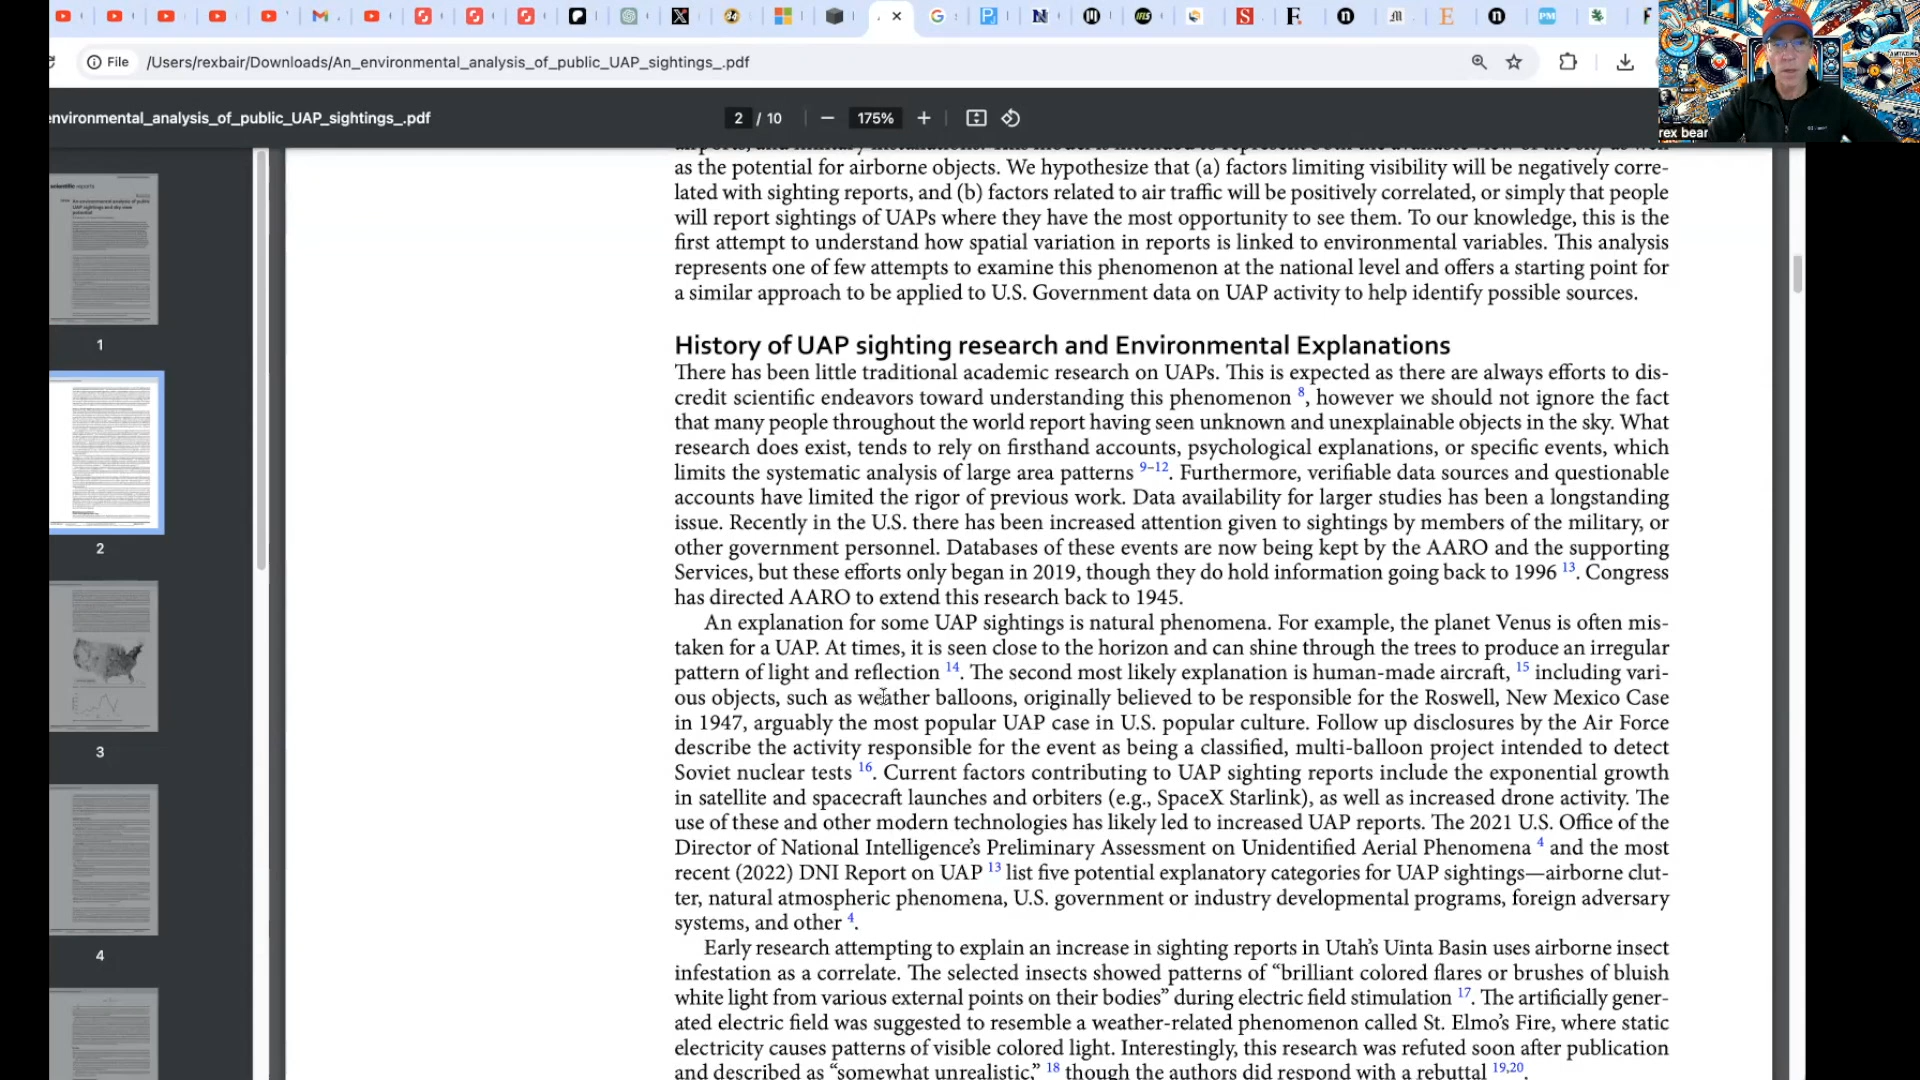 File
/Users/rexbair/Downloads/An_environmental_analysis_of_public_UAP_sightings_.pdf
nvironmental_analysis_of_public_UAP_sightings_.pdf
2 / 10
175%
rex bear
as the potential for airborne objects. We hypothesize that (a) factors limiting visibility will be negatively corre-
lated with sighting reports, and (b) factors related to air traffic will be positively correlated, or simply that people
will report sightings of UAPs where they have the most opportunity to see them. To our knowledge, this is the
first attempt to understand how spatial variation in reports is linked to environmental variables. This analysis
represents one of few attempts to examine this phenomenon at the national level and offers a starting point for
a similar approach to be applied to U.S. Government data on UAP activity to help identify possible sources.
History of UAP sighting research and Environmental Explanations
There has been little traditional academic research on UAPs. This is expected as there are always efforts to dis-
credit scientific endeavors toward understanding this phenomenon 8, however we should not ignore the fact
that many people throughout the world report having seen unknown and unexplainable objects in the sky. What
research does exist, tends to rely on firsthand accounts, psychological explanations, or specific events, which
limits the systematic analysis of large area patterns 9–12. Furthermore, verifiable data sources and questionable
accounts have limited the rigor of previous work. Data availability for larger studies has been a longstanding
issue. Recently in the U.S. there has been increased attention given to sightings by members of the military, or
other government personnel. Databases of these events are now being kept by the AARO and the supporting
Services, but these efforts only began in 2019, though they do hold information going back to 1996 13. Congress
has directed AARO to extend this research back to 1945.
An explanation for some UAP sightings is natural phenomena. For example, the planet Venus is often mis-
taken for a UAP. At times, it is seen close to the horizon and can shine through the trees to produce an irregular
pattern of light and reflection 14. The second most likely explanation is human-made aircraft, 15 including vari-
ous objects, such as weather balloons, originally believed to be responsible for the Roswell, New Mexico Case
in 1947, arguably the most popular UAP case in U.S. popular culture. Follow up disclosures by the Air Force
describe the activity responsible for the event as being a classified, multi-balloon project intended to detect
Soviet nuclear tests 16. Current factors contributing to UAP sighting reports include the exponential growth
in satellite and spacecraft launches and orbiters (e.g., SpaceX Starlink), as well as increased drone activity. The
use of these and other modern technologies has likely led to increased UAP reports. The 2021 U.S. Office of the
Director of National Intelligence's Preliminary Assessment on Unidentified Aerial Phenomena 4 and the most
recent (2022) DNI Report on UAP 13 list five potential explanatory categories for UAP sightings—airborne clut-
ter, natural atmospheric phenomena, U.S. government or industry developmental programs, foreign adversary
systems, and other 4.
Early research attempting to explain an increase in sighting reports in Utah's Uinta Basin uses airborne insect
infestation as a correlate. The selected insects showed patterns of "brilliant colored flares or brushes of bluish
white light from various external points on their bodies" during electric field stimulation 17. The artificially gener-
ated electric field was suggested to resemble a weather-related phenomenon called St. Elmo's Fire, where static
electricity causes patterns of visible colored light. Interestingly, this research was refuted soon after publication
and described as "somewhat unrealistic," 18 though the authors did respond with a rebuttal 19,20.
1
2
3
4